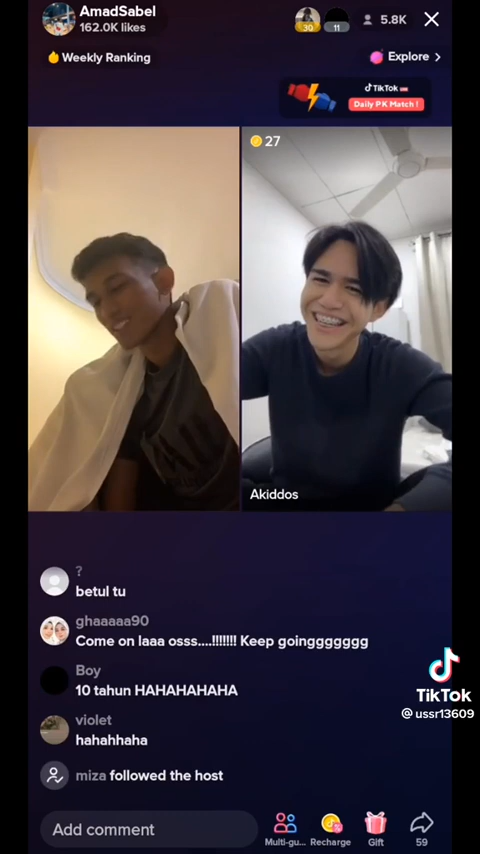 AmadSabel
162.0K likes
30
11
5.8K
Weekly Ranking
Explore
TikTok
Daily PK Match !
27
Akiddos
?
betul tu
ghaaaaa90
Come on laaa osss....!!!!!!! Keep goinggggggg
Boy
10 tahun HAHAHAHAHA
violet
hahahhaha
miza followed the host
TikTok
@ussr13609
Add comment
Multi-gu...
Recharge
Gift
59